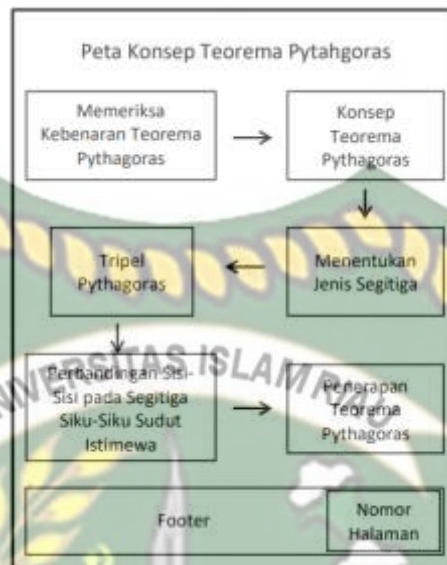 Peta Konsep Teorema Pytahgoras
Memeriksa
Kebenaran Teorema
Pythagoras
Konsep
Teorema
Pythagoras
Tripel
Pythagoras
Menentukan
Jenis Segitiga
UNIVERSITAS ISLAM RIAU
Perbandingan Sisi-
Sisi pada Segitiga
Siku-Siku Sudut
Istimewa
Penerapan
Teorema
Pythagoras
Footer
Nomor
Halaman